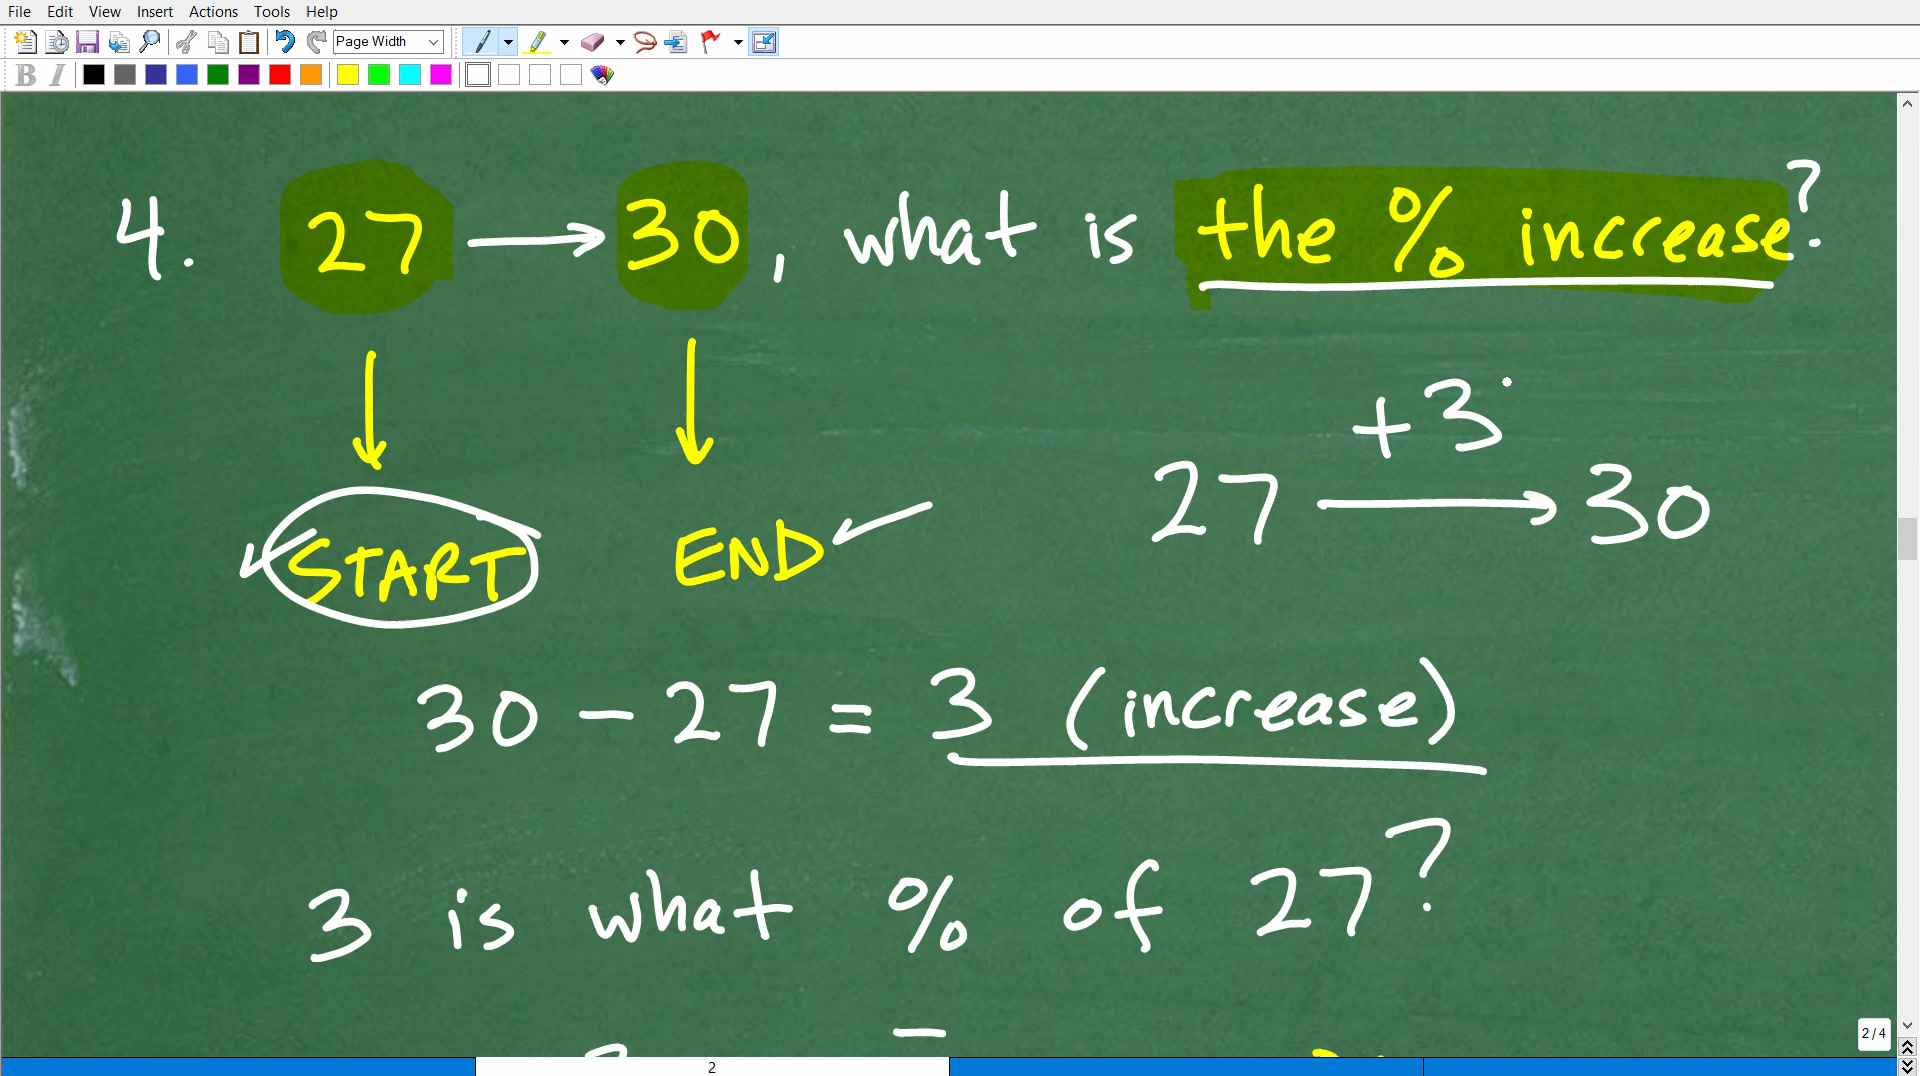 File Edit View Insert Actions Tools Help
Page Width
B I
4. 27 → 30, what is the % increase?
+3
27 → 30
START END
30 - 27 = 3 (increase)
3 is what % of 27?
2 / 4
2